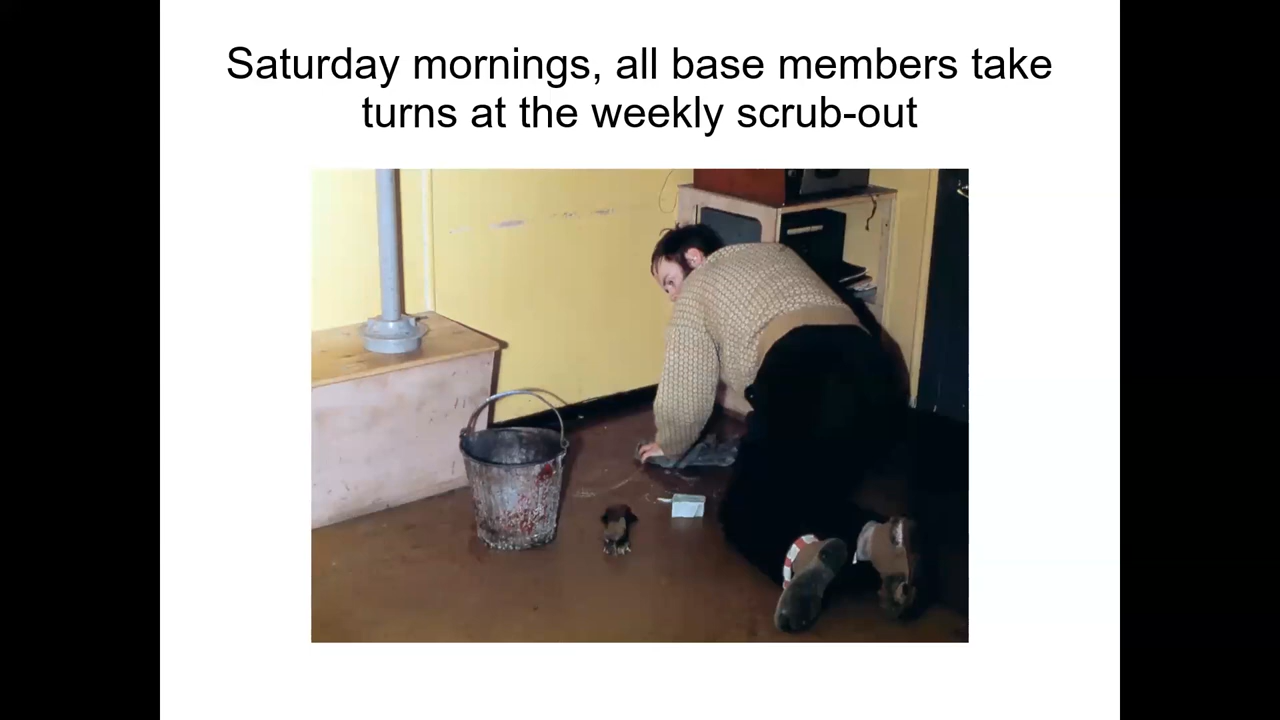 Saturday mornings, all base members take
turns at the weekly scrub-out